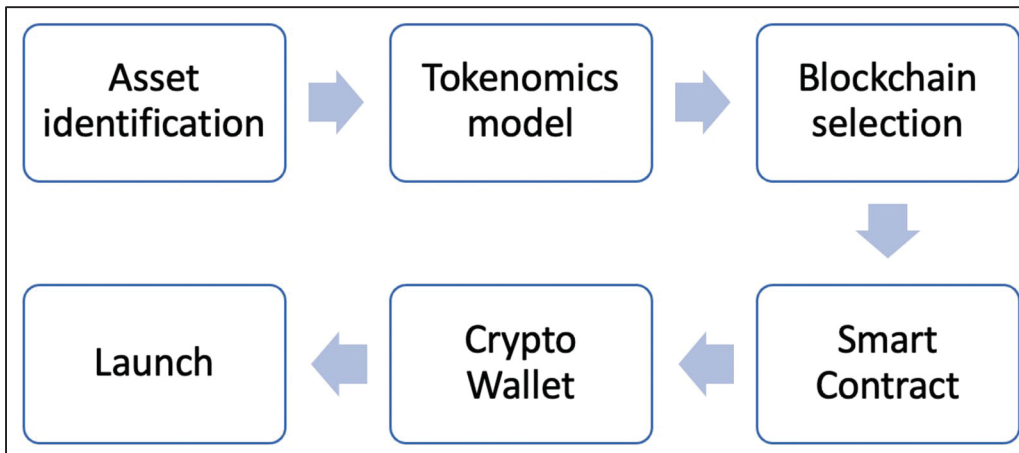 Asset
identification
Tokenomics
model
Blockchain
selection
Smart
Contract
Crypto
Wallet
Launch